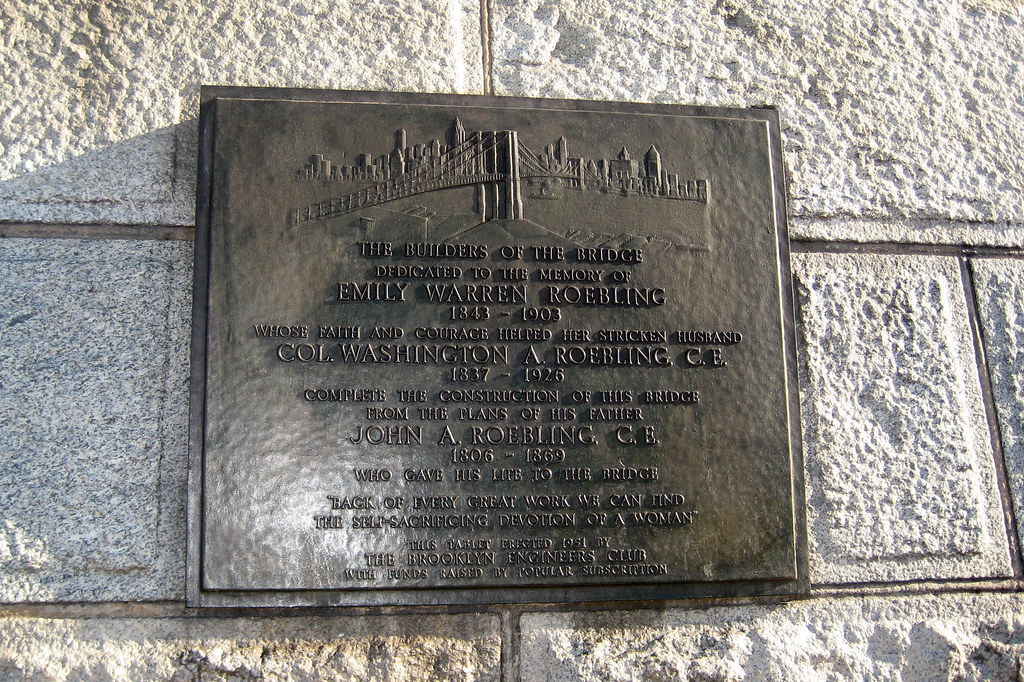 THE BUILDERS OF THE BRIDGE
DEDICATED TO THE MEMORY OF
EMILY WARREN ROEBLING
1843 - 1903
WHOSE FAITH AND COURAGE HELPED HER STRICKEN HUSBAND
COL. WASHINGTON A. ROEBLING, C.E.
1837 - 1926
COMPLETE THE CONSTRUCTION OF THIS BRIDGE
FROM THE PLANS OF HIS FATHER
JOHN A. ROEBLING, C.E.
1806 - 1869
WHO GAVE HIS LIFE TO THE BRIDGE
"BACK OF EVERY GREAT WORK WE CAN FIND
THE SELF-SACRIFICING DEVOTION OF A WOMAN"
THIS TABLET ERECTED 1951 BY
THE BROOKLYN ENGINEERS CLUB
WITH FUNDS RAISED BY POPULAR SUBSCRIPTION